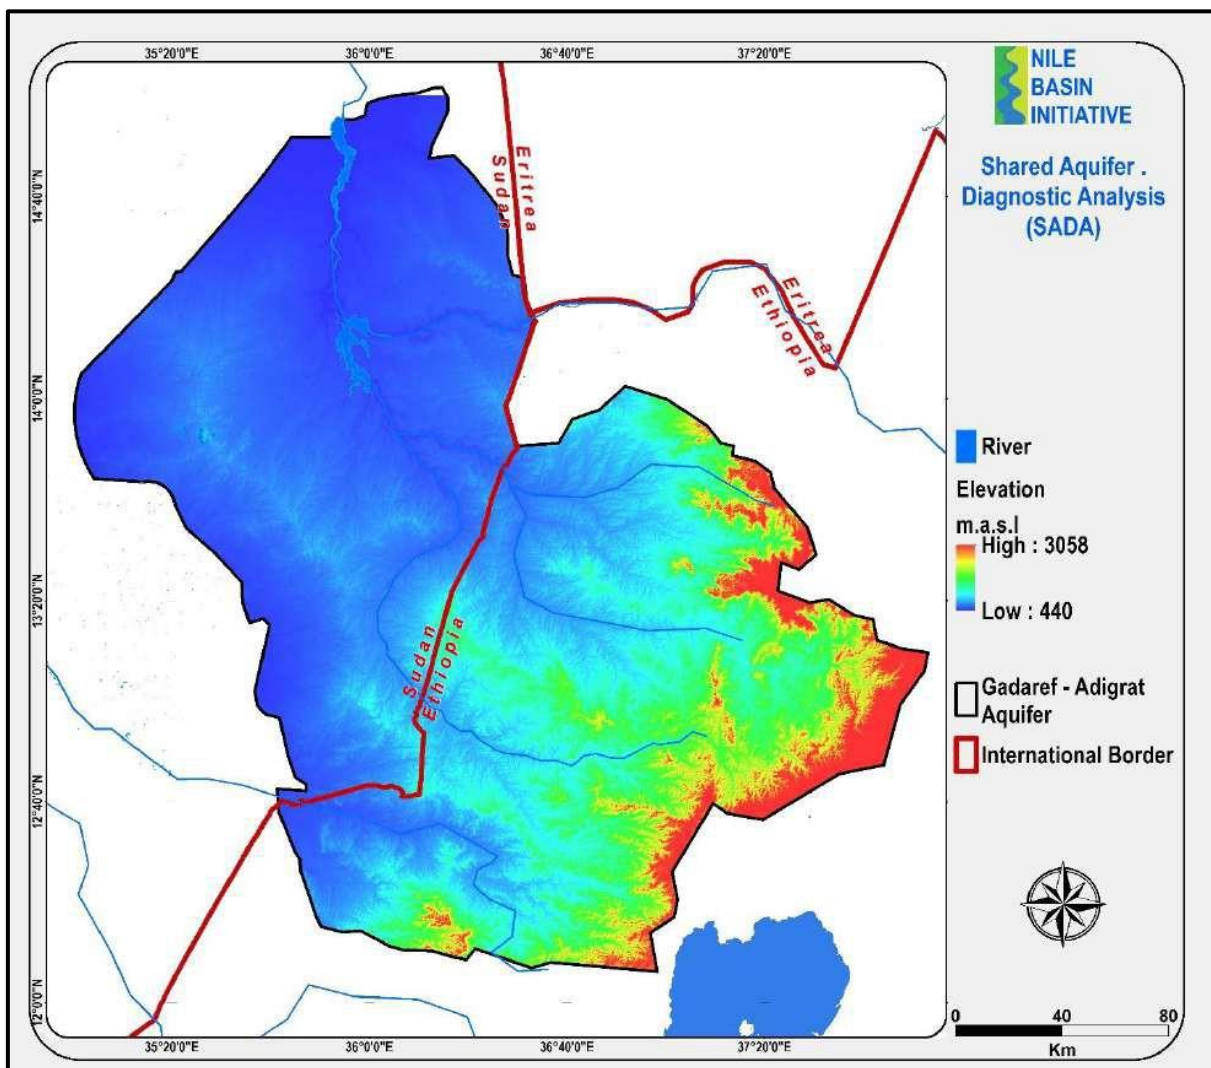 35°20'0"E 36°0'0"E 36°40'0"E 37°20'0"E
NILE
BASIN
INITIATIVE
Shared Aquifer .
Diagnostic Analysis
(SADA)
14°40'0"N
14°0'0"N
13°20'0"N
12°40'0"N
12°0'0"N
Eritrea
Sudan
Eritrea
Ethiopia
Sudan
Ethiopia
River
Elevation
m.a.s.l
High : 3058
Low : 440
Gadaref - Adigrat
Aquifer
International Border
0 40 80
Km
35°20'0"E 36°0'0"E 36°40'0"E 37°20'0"E